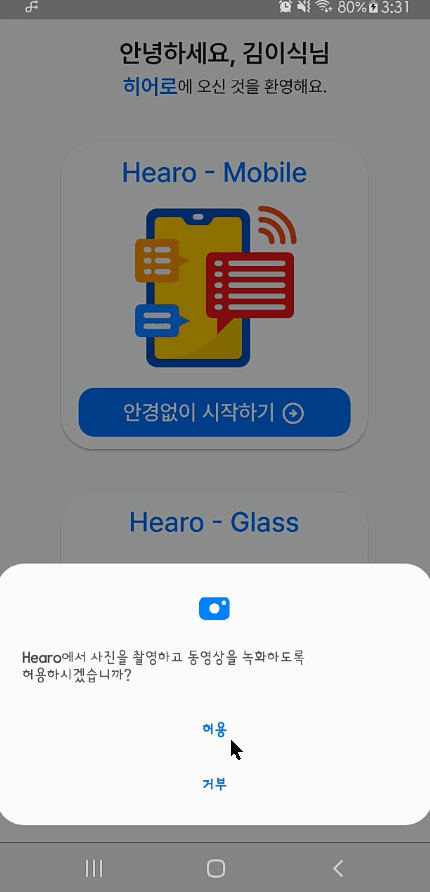 80% 3:31
안녕하세요, 김이식님
히어로에 오신 것을 환영해요.
Hearo - Mobile
안경없이 시작하기
Hearo - Glass
Hearo에서 사진을 촬영하고 동영상을 녹화하도록
허용하시겠습니까?
허용
거부